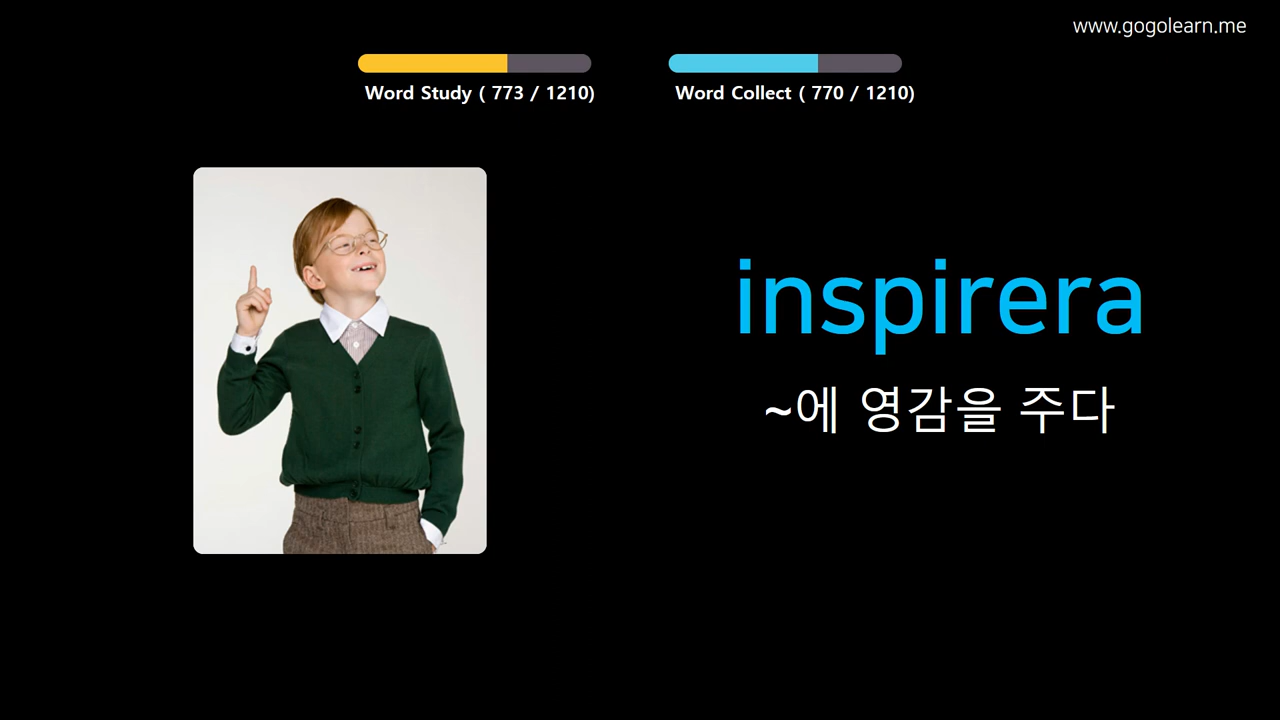 www.gogolearn.me
Word Study ( 773 / 1210)
Word Collect ( 770 / 1210)
inspirera
~에 영감을 주다